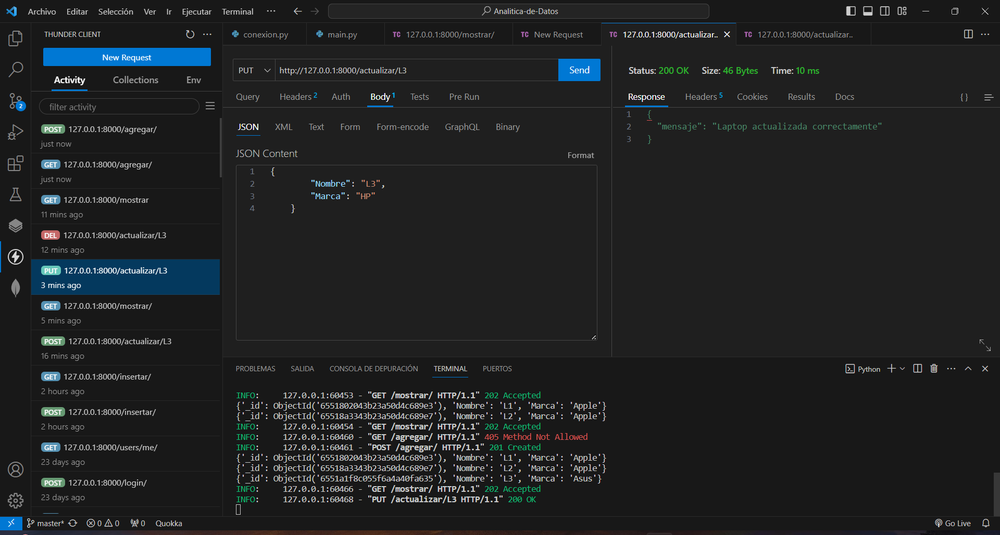 Archivo Editar Selección Ver Ir Ejecutar Terminal ··· Analitica-de-Datos
THUNDER CLIENT
New Request
Activity Collections Env
filter activity
POST 127.0.0.1:8000/agregar/
just now
GET 127.0.0.1:8000/agregar/
just now
GET 127.0.0.1:8000/mostrar
11 mins ago
DEL 127.0.0.1:8000/actualizar/L3
12 mins ago
PUT 127.0.0.1:8000/actualizar/L3
3 mins ago
GET 127.0.0.1:8000/mostrar/
5 mins ago
POST 127.0.0.1:8000/actualizar/L3
16 mins ago
GET 127.0.0.1:8000/insertar/
2 hours ago
POST 127.0.0.1:8000/insertar/
2 hours ago
GET 127.0.0.1:8000/users/me/
23 days ago
POST 127.0.0.1:8000/login/
23 days ago
2
conexion.py main.py TC 127.0.0.1:8000/mostrar/ TC New Request TC 127.0.0.1:8000/actualizar.. TC 127.0.0.1:8000/actualizar..
PUT http://127.0.0.1:8000/actualizar/L3 Send
Query Headers 2 Auth Body 1 Tests Pre Run
JSON XML Text Form Form-encode GraphQL Binary
JSON Content
Format
1 {
2 "Nombre": "L3",
3 "Marca": "HP"
4 }
Status: 200 OK Size: 46 Bytes Time: 10 ms
Response Headers 5 Cookies Results Docs { }
1 {
2 "mensaje": "Laptop actualizada correctamente"
3 }
PROBLEMAS SALIDA CONSOLA DE DEPURACIÓN TERMINAL PUERTOS Python
INFO: 127.0.0.1:60453 - "GET /mostrar/ HTTP/1.1" 202 Accepted
{'_id': ObjectId('6551802043b23a50d4c689e3'), 'Nombre': 'L1', 'Marca': 'Apple'}
{'_id': ObjectId('65518a3343b23a50d4c689e7'), 'Nombre': 'L2', 'Marca': 'Apple'}
INFO: 127.0.0.1:60454 - "GET /mostrar/ HTTP/1.1" 202 Accepted
INFO: 127.0.0.1:60460 - "GET /agregar/ HTTP/1.1" 405 Method Not Allowed
INFO: 127.0.0.1:60461 - "POST /agregar/ HTTP/1.1" 201 Created
{'_id': ObjectId('6551802043b23a50d4c689e3'), 'Nombre': 'L1', 'Marca': 'Apple'}
{'_id': ObjectId('65518a3343b23a50d4c689e7'), 'Nombre': 'L2', 'Marca': 'Apple'}
{'_id': ObjectId('6551a1f8c055f6a4a40fa635'), 'Nombre': 'L3', 'Marca': 'Asus'}
INFO: 127.0.0.1:60466 - "GET /mostrar/ HTTP/1.1" 202 Accepted
INFO: 127.0.0.1:60468 - "PUT /actualizar/L3 HTTP/1.1" 200 OK
master* 0 0 0 Quokka Go Live